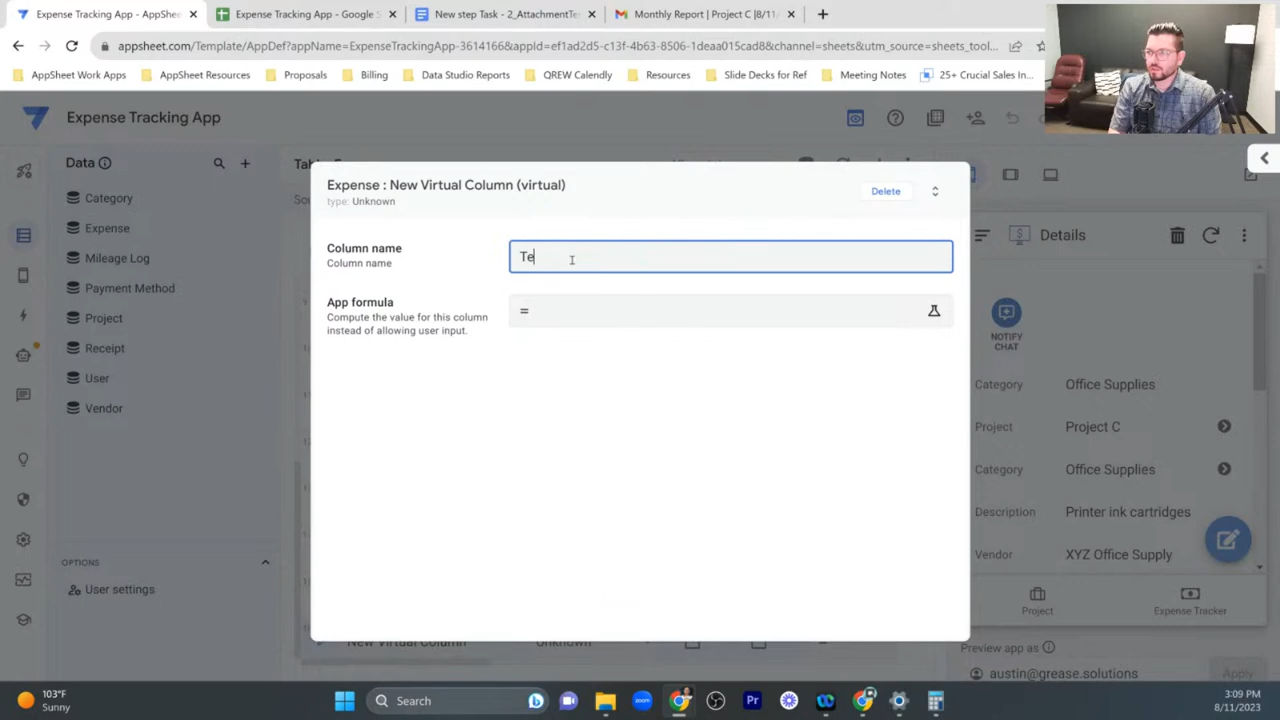 Expense Tracking App - AppShee
Expense Tracking App - Google S
New step Task - 2_AttachmentTe
Monthly Report | Project C |8/11/
appsheet.com/Template/AppDef?appName=ExpenseTrackingApp-3614166&appId=ef1ad2d5-c13f-4b63-8506-1deaa015cad8&channel=sheets&utm_source=sheets_tool...
AppSheet Work Apps
AppSheet Resources
Proposals
Billing
Data Studio Reports
QREW Calendly
Resources
Slide Decks for Ref
Meeting Notes
25+ Crucial Sales In...
Expense Tracking App
Data
Category
Expense
Mileage Log
Payment Method
Project
Receipt
User
Vendor
OPTIONS
User settings
Expense : New Virtual Column (virtual)
type: Unknown
Delete
Column name
Column name
Te
App formula
Compute the value for this column
instead of allowing user input.
=
New Virtual Column
Unknown
Details
NOTIFY
CHAT
Category Office Supplies
Project Project C
Category Office Supplies
Description Printer ink cartridges
Vendor XYZ Office Supply
Project
Expense Tracker
Preview app as
austin@grease.solutions
Apply
103°F
Sunny
Search
Pr
3:09 PM
8/11/2023